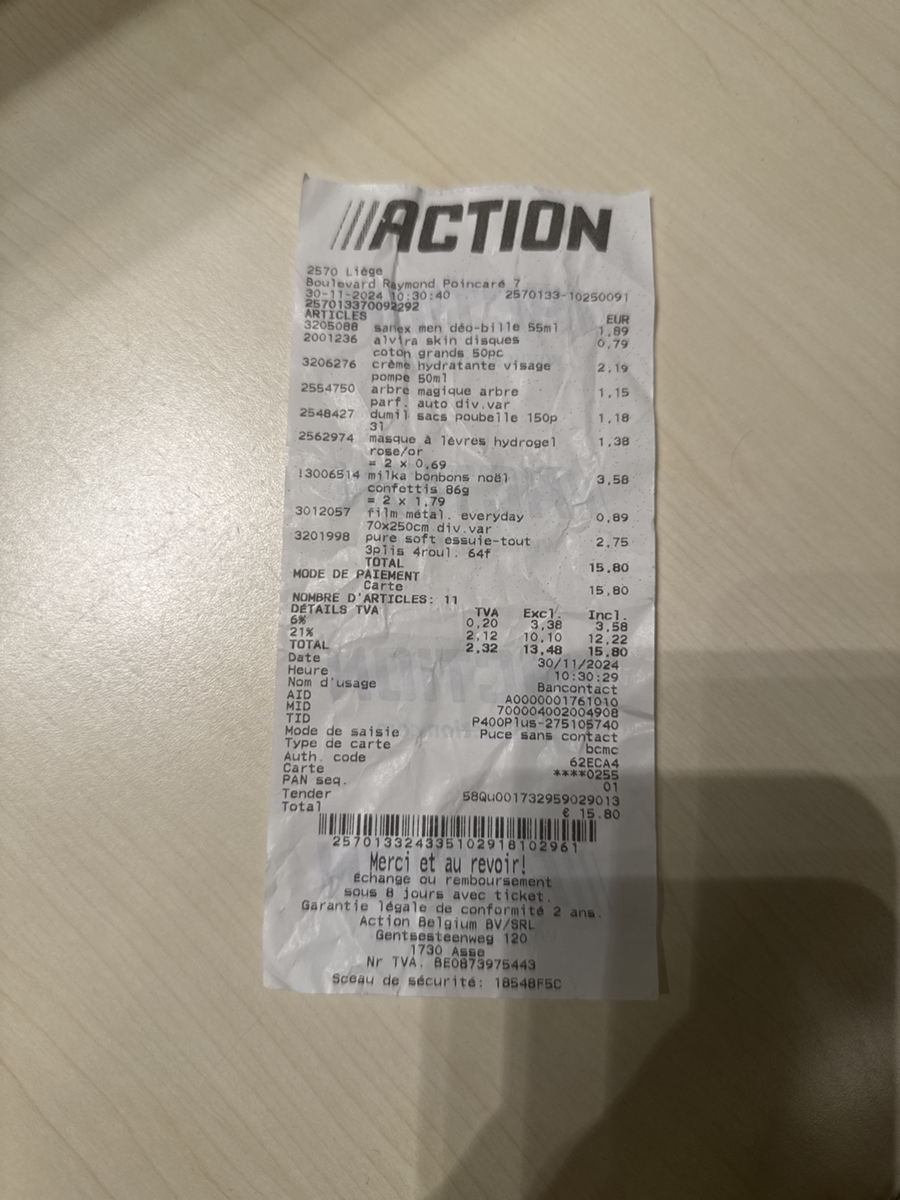 ACTION
2570 Liège
Boulevard Raymond Poincaré 7
30-11-2024 10:30:40 2570133-10250091
257013370092292
ARTICLES EUR
3205088 sanex men déo-bille 55ml 1,89
2001236 alvira skin disques 0,79
coton grands 50pc
3206276 crème hydratante visage 2,19
pompe 50ml
2554750 arbre magique arbre 1,15
parf. auto div.var
2548427 dumil sacs poubelle 150p 1,18
3l
2562974 masque à lèvres hydrogel 1,38
rose/or
= 2 x 0,69
!3006514 milka bonbons noël 3,58
confettis 86g
= 2 x 1,79
3012057 film métal. everyday 0,89
70x250cm div.var
3201998 pure soft essuie-tout 2,75
3plis 4roul. 64f
TOTAL 15,80
MODE DE PAIEMENT
Carte 15,80
NOMBRE D'ARTICLES: 11
DÉTAILS TVA TVA Excl. Incl.
6% 0,20 3,38 3,58
21% 2,12 10,10 12,22
TOTAL 2,32 13,48 15,80
Date 30/11/2024
Heure 10:30:29
Nom d'usage Bancontact
AID A0000001761010
MID 700004002004908
TID P400Plus-275105740
Mode de saisie Puce sans contact
Type de carte bcmc
Auth. code 62ECA4
Carte ****0255
PAN seq. 01
Tender 58Qu001732959029013
Total € 15.80
257013324335102918102961
Merci et au revoir!
Échange ou remboursement
sous 8 jours avec ticket.
Garantie légale de conformité 2 ans.
Action Belgium BV/SRL
Gentsesteenweg 120
1730 Asse
Nr TVA. BE0873975443
Sceau de sécurité: 18548F5C